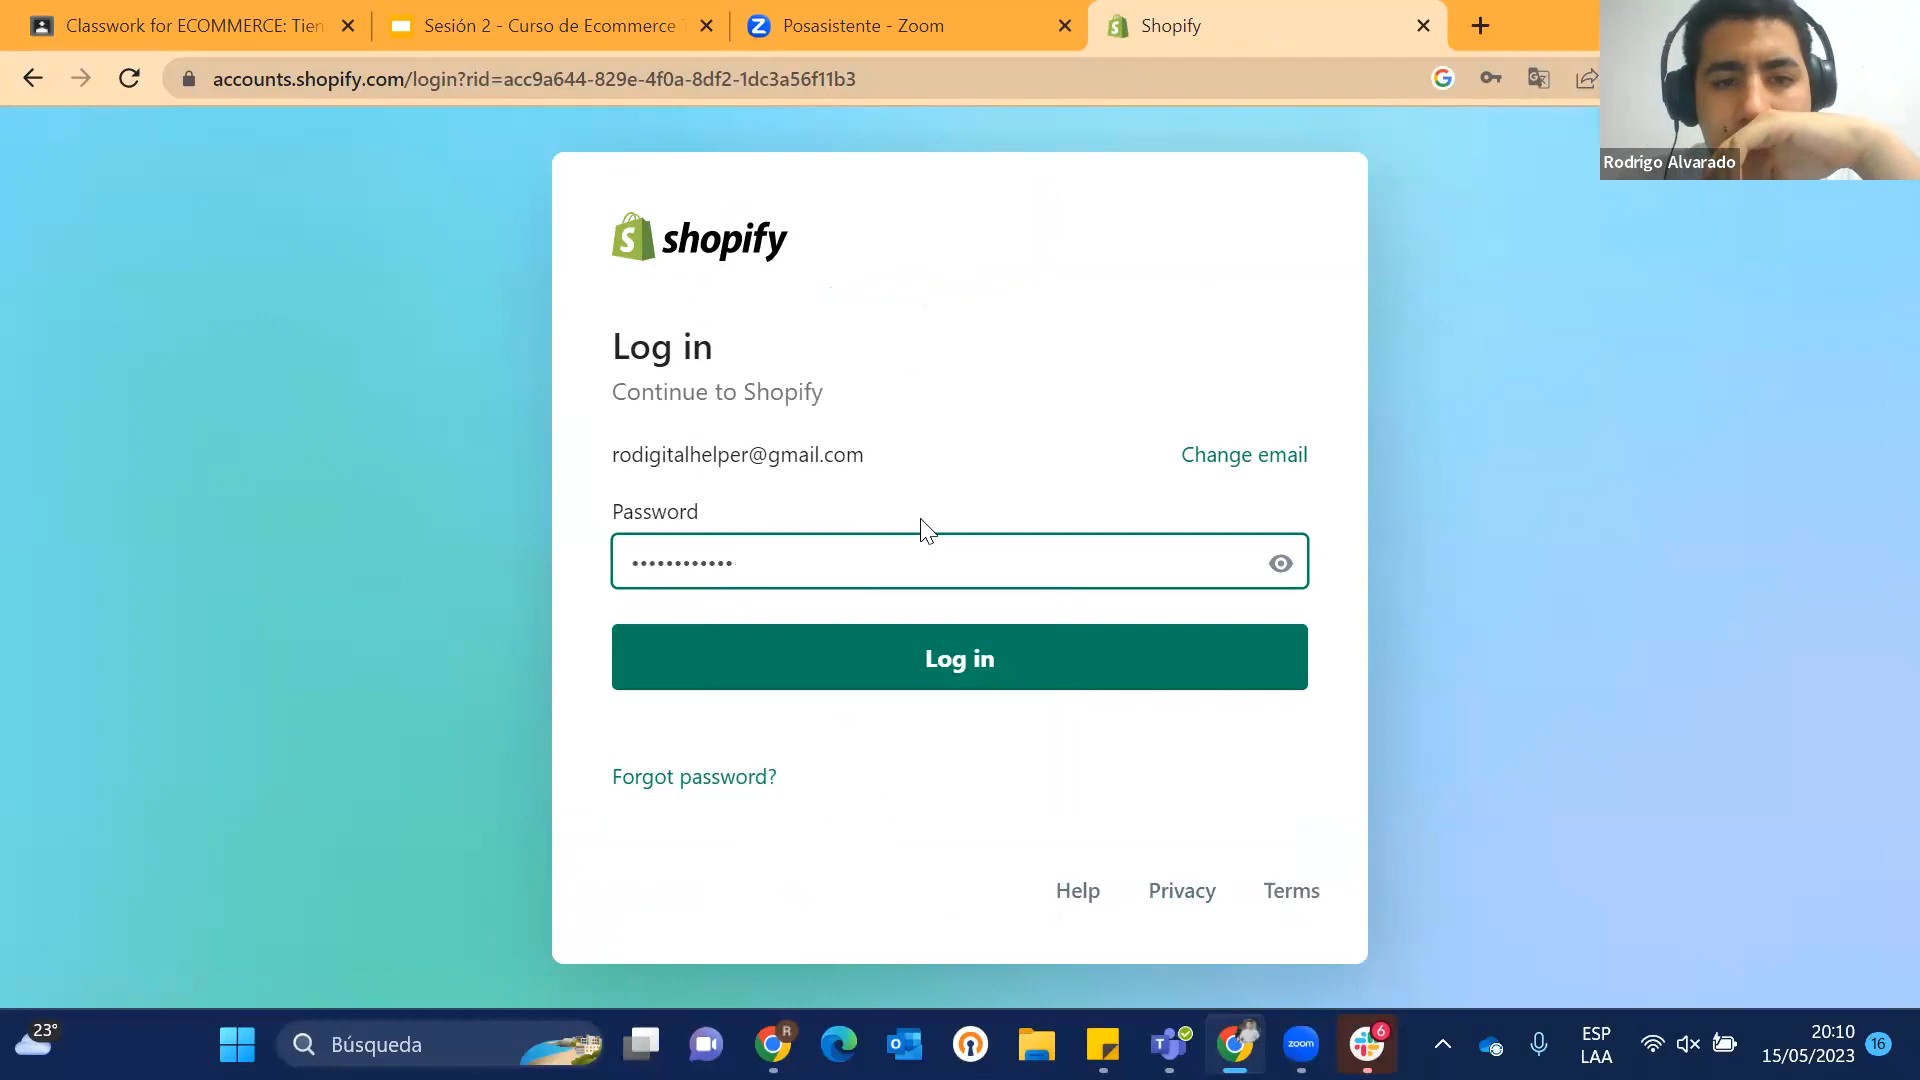 Classwork for ECOMMERCE: Tien
Sesión 2 - Curso de Ecommerce
Posasistente - Zoom
Shopify
accounts.shopify.com/login?rid=acc9a644-829e-4f0a-8df2-1dc3a56f11b3
Rodrigo Alvarado
shopify
Log in
Continue to Shopify
rodigitalhelper@gmail.com
Change email
Password
Log in
Forgot password?
Help
Privacy
Terms
23°
Búsqueda
R
zoom
6
ESP
LAA
20:10
15/05/2023
16